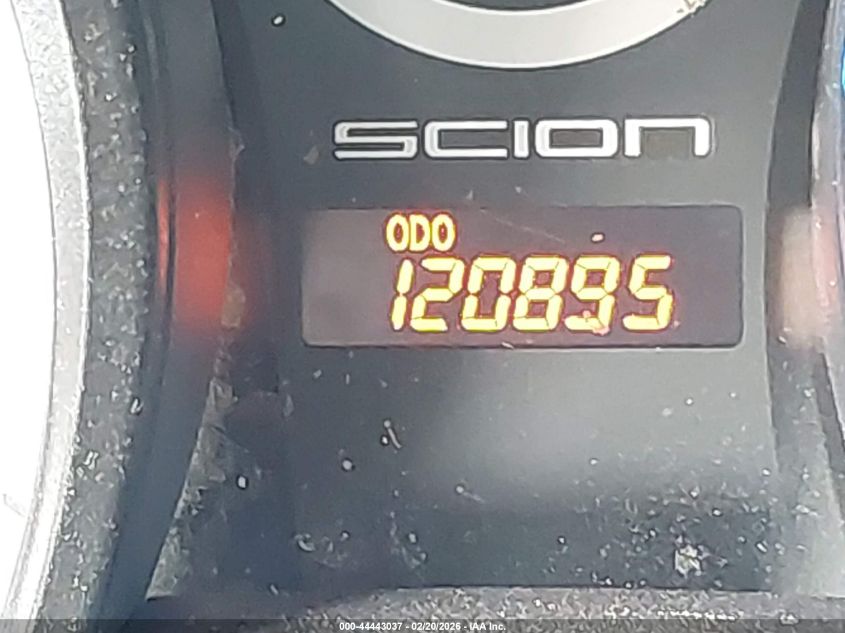 SCION
ODO
120895
000-44443037 - 02/20/2026 - IAA Inc.